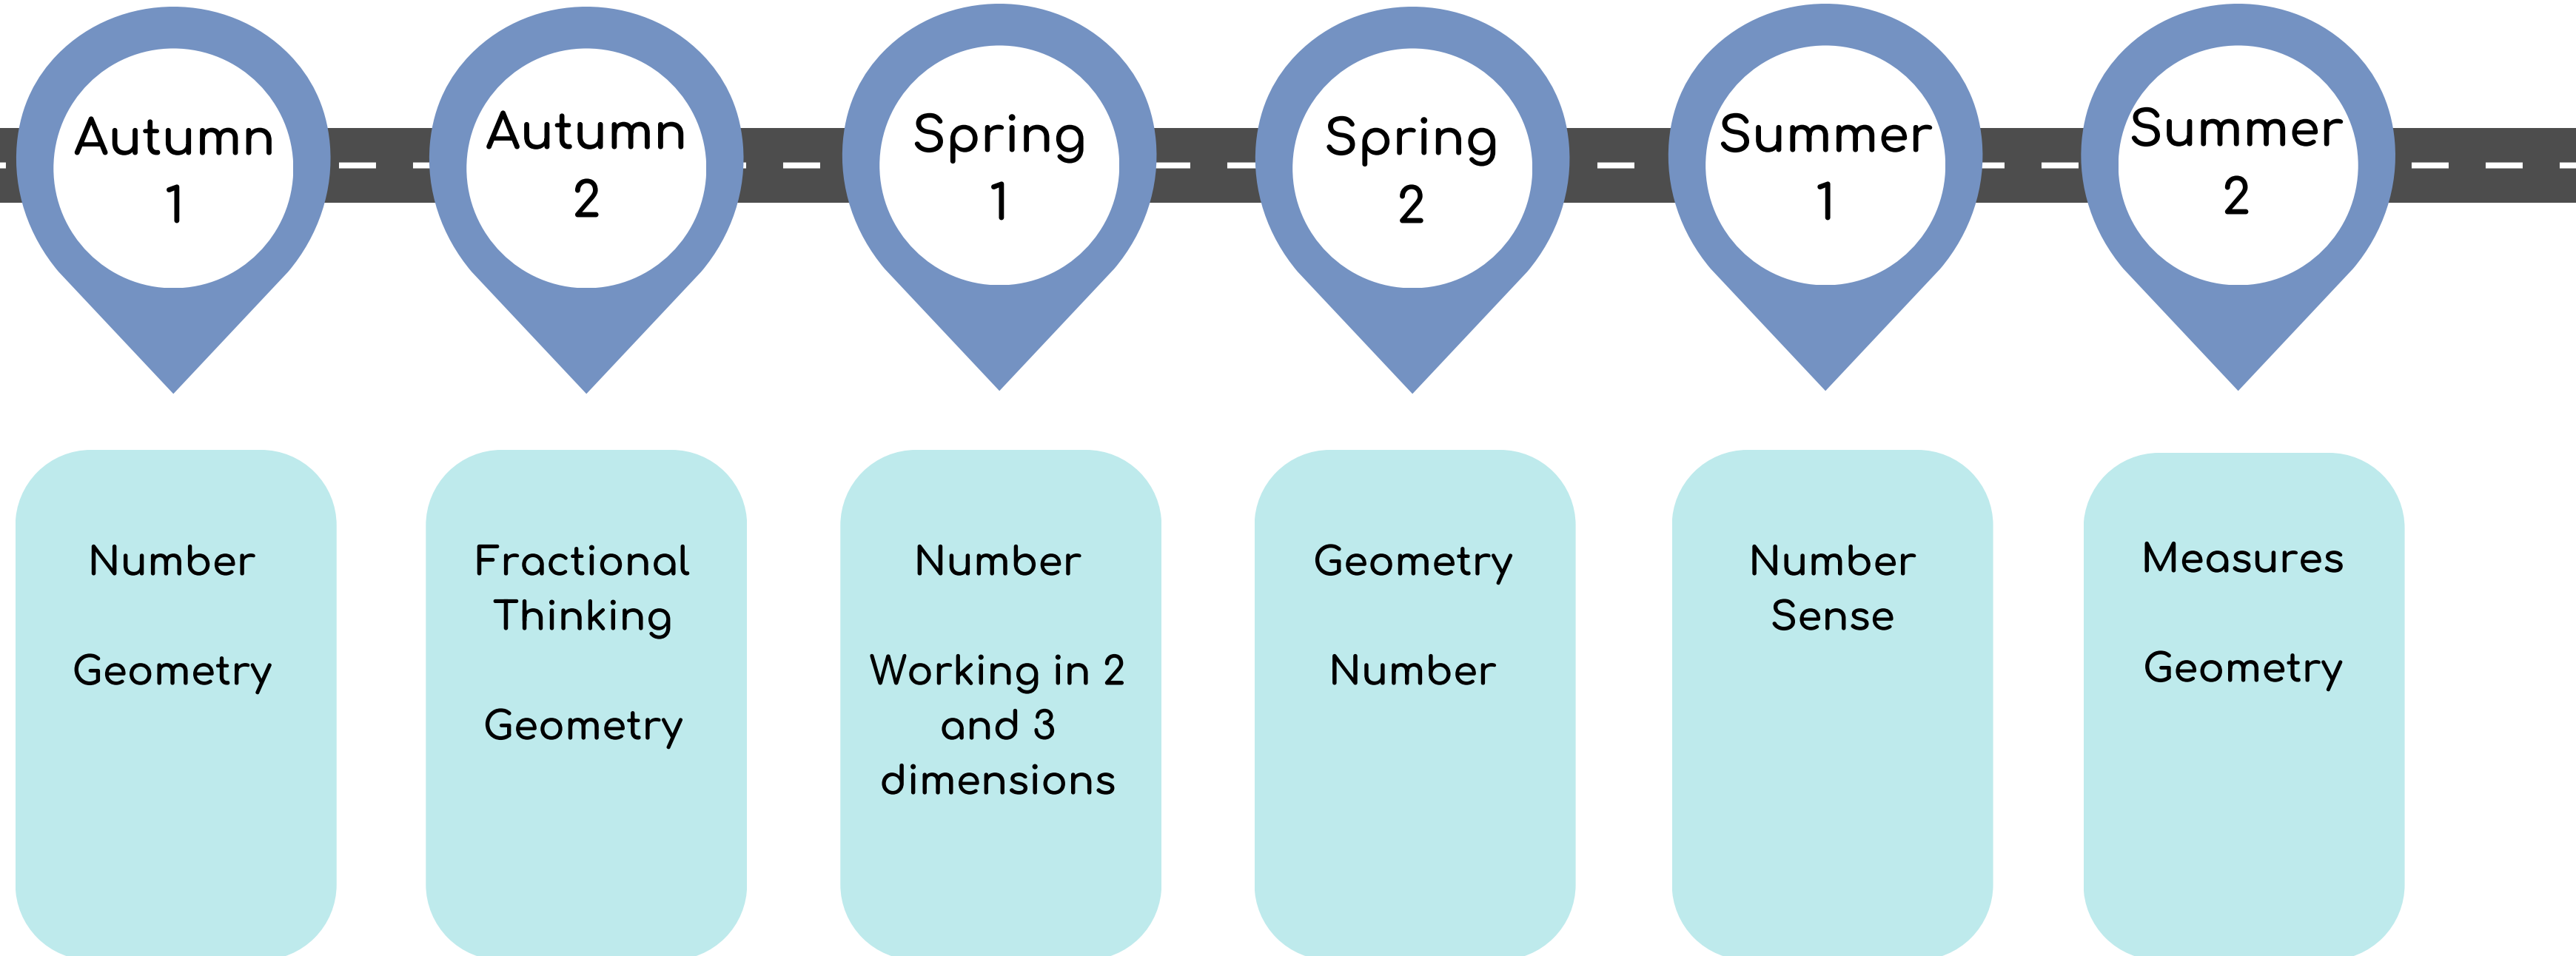 Autumn
1
Autumn
2
Spring
1
Spring
2
Summer
1
Summer
2
Number
Geometry
Fractional
Thinking
Geometry
Number
Working in 2
and 3
dimensions
Geometry
Number
Number
Sense
Measures
Geometry